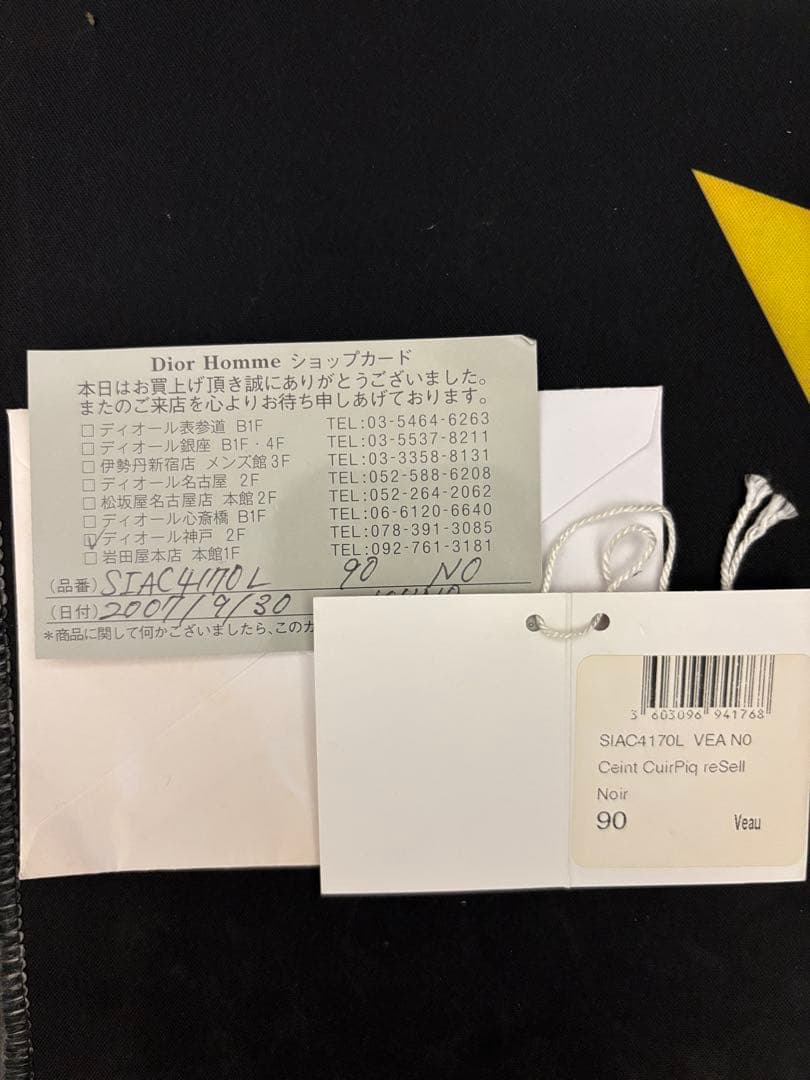 Dior Homme ショップカード
本日はお買上げ頂き誠にありがとうございました。
またのご来店を心よりお待ち申しあげております。
□ ディオール表参道 B1F TEL:03-5464-6263
□ ディオール銀座 B1F・4F TEL:03-5537-8211
□ 伊勢丹新宿店 メンズ館3F TEL:03-3358-8131
□ ディオール名古屋 2F TEL:052-588-6208
□ 松坂屋名古屋店 本館2F TEL:052-264-2062
□ ディオール心斎橋 B1F TEL:06-6120-6640
☑ ディオール神戸 2F TEL:078-391-3085
□ 岩田屋本店 本館1F TEL:092-761-3181
(品番) SIAC4170L 90 NO
(日付) 2007/9/30
*商品に関して何かございましたら、このカ
3 603096 941768
SIAC4170L VEA N0
Ceint CuirPiq reSell
Noir
90 Veau